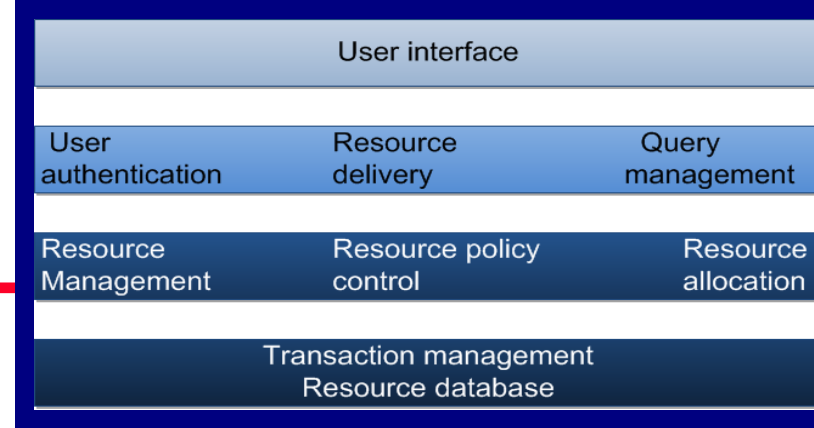 User interface
User authentication
Resource delivery
Query management
Resource Management
Resource policy control
Resource allocation
Transaction management
Resource database